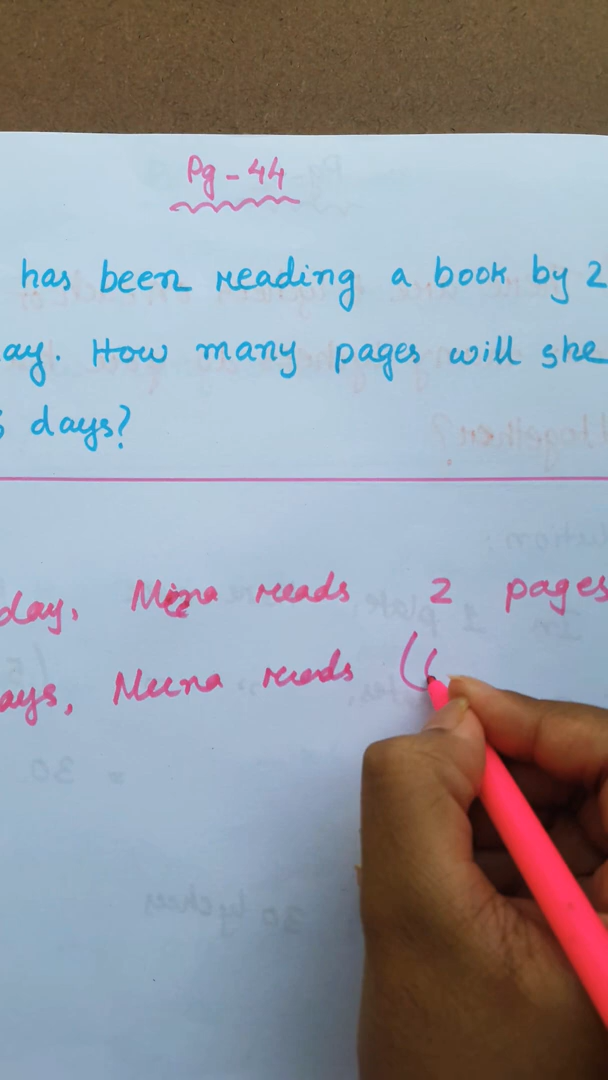 Pg - 44
has been reading a book by 2
ay. How many pages will she
days?
day, Mina reads 2 pages
ays, Meena reads (